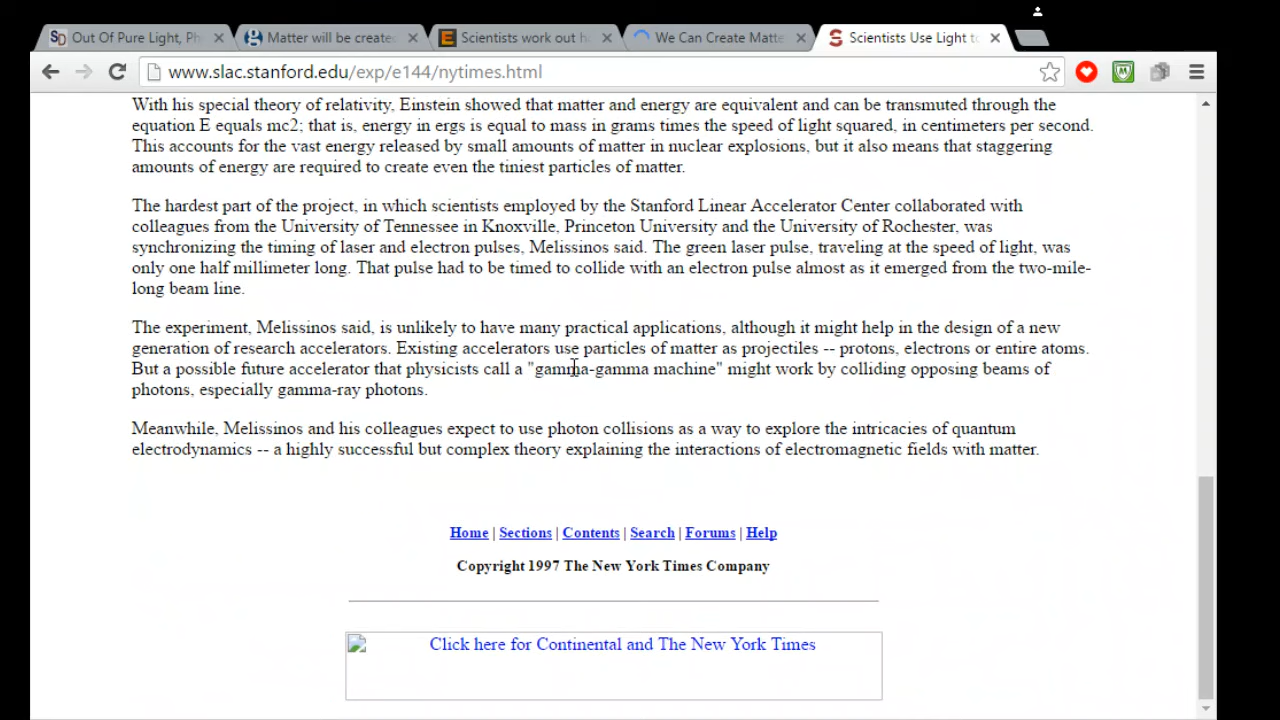 Out Of Pure Light, Ph
Matter will be create
Scientists work out h
We Can Create Matte
Scientists Use Light to
www.slac.stanford.edu/exp/e144/nytimes.html
With his special theory of relativity, Einstein showed that matter and energy are equivalent and can be transmuted through the
equation E equals mc2; that is, energy in ergs is equal to mass in grams times the speed of light squared, in centimeters per second.
This accounts for the vast energy released by small amounts of matter in nuclear explosions, but it also means that staggering
amounts of energy are required to create even the tiniest particles of matter.
The hardest part of the project, in which scientists employed by the Stanford Linear Accelerator Center collaborated with
colleagues from the University of Tennessee in Knoxville, Princeton University and the University of Rochester, was
synchronizing the timing of laser and electron pulses, Melissinos said. The green laser pulse, traveling at the speed of light, was
only one half millimeter long. That pulse had to be timed to collide with an electron pulse almost as it emerged from the two-mile-
long beam line.
The experiment, Melissinos said, is unlikely to have many practical applications, although it might help in the design of a new
generation of research accelerators. Existing accelerators use particles of matter as projectiles -- protons, electrons or entire atoms.
But a possible future accelerator that physicists call a "gamma-gamma machine" might work by colliding opposing beams of
photons, especially gamma-ray photons.
Meanwhile, Melissinos and his colleagues expect to use photon collisions as a way to explore the intricacies of quantum
electrodynamics -- a highly successful but complex theory explaining the interactions of electromagnetic fields with matter.
Home | Sections | Contents | Search | Forums | Help
Copyright 1997 The New York Times Company
Click here for Continental and The New York Times